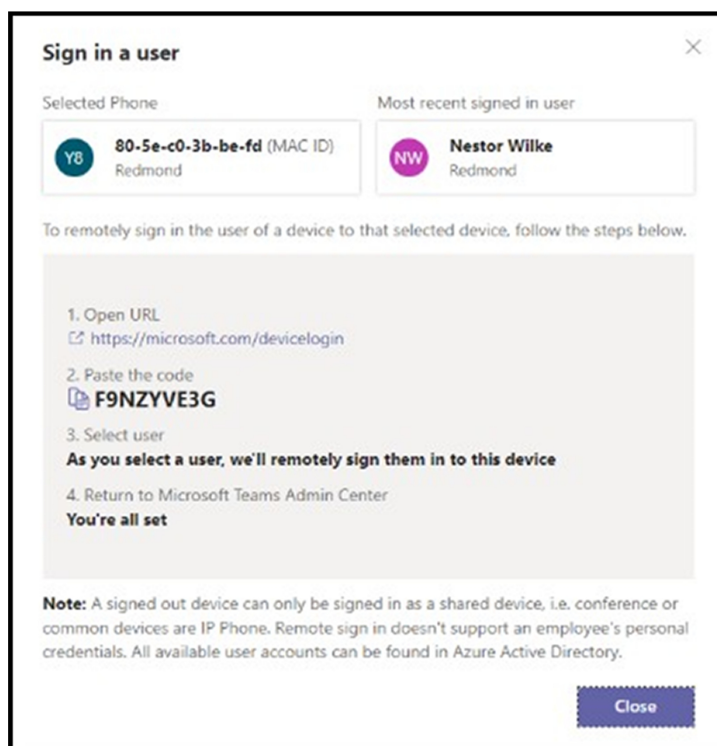 Sign in a user
Selected Phone
Most recent signed in user
Y8
80-5e-c0-3b-be-fd (MAC ID)
Redmond
NW
Nestor Wilke
Redmond
To remotely sign in the user of a device to that selected device, follow the steps below.
1. Open URL
https://microsoft.com/devicelogin
2. Paste the code
F9NZYVE3G
3. Select user
As you select a user, we'll remotely sign them in to this device
4. Return to Microsoft Teams Admin Center
You're all set
Note: A signed out device can only be signed in as a shared device, i.e. conference or
common devices are IP Phone. Remote sign in doesn't support an employee's personal
credentials. All available user accounts can be found in Azure Active Directory.
Close